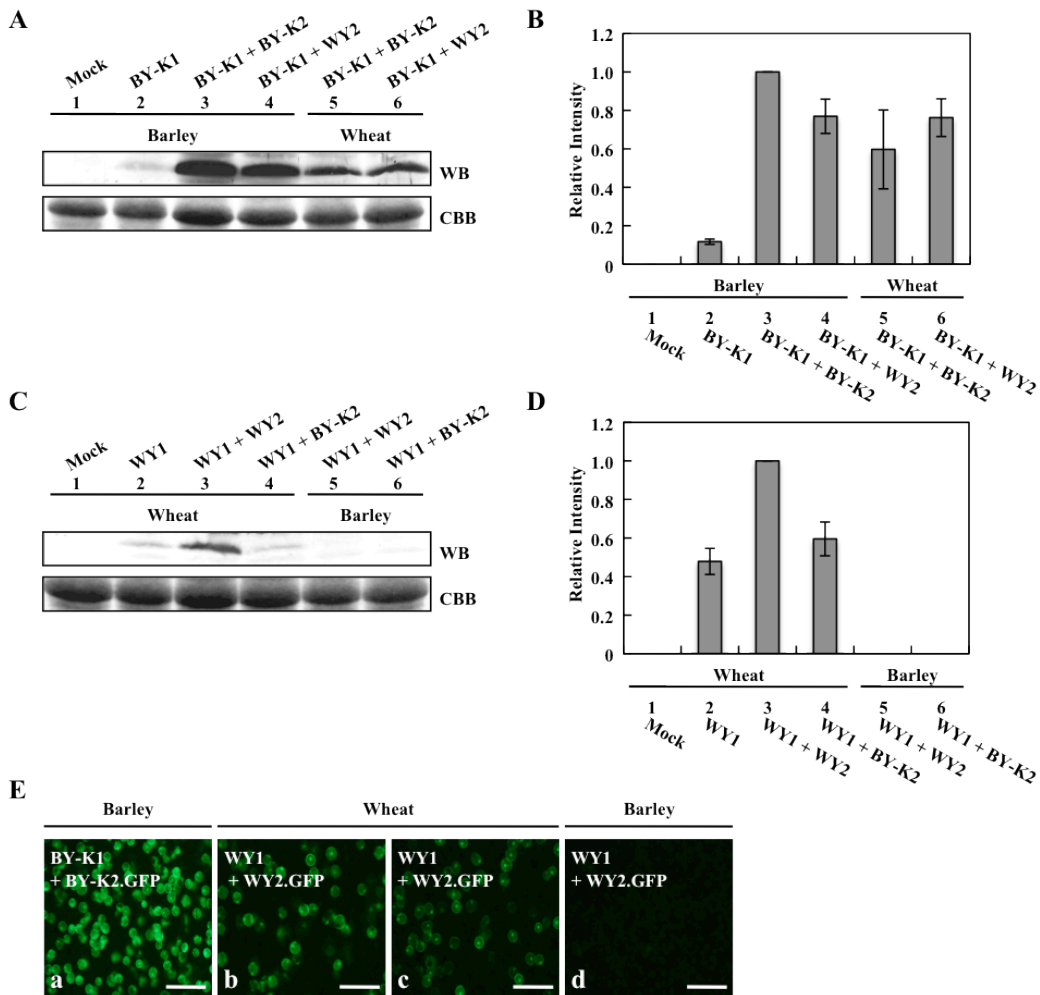 A
Mock
BY-K1
BY-K1 + BY-K2
BY-K1 + WY2
BY-K1 + BY-K2
BY-K1 + WY2
1 2 3 4 5 6
Barley Wheat
WB
CBB
B
Relative Intensity
1.2
1.0
0.8
0.6
0.4
0.2
0
Barley Wheat
1 2 3 4 5 6
Mock
BY-K1
BY-K1 + BY-K2
BY-K1 + WY2
BY-K1 + BY-K2
BY-K1 + WY2
C
Mock
WY1
WY1 + WY2
WY1 + BY-K2
WY1 + WY2
WY1 + BY-K2
1 2 3 4 5 6
Wheat Barley
WB
CBB
D
Relative Intensity
1.2
1.0
0.8
0.6
0.4
0.2
0
Wheat Barley
1 2 3 4 5 6
Mock
WY1
WY1 + WY2
WY1 + BY-K2
WY1 + WY2
WY1 + BY-K2
E
Barley Wheat Barley
BY-K1
+ BY-K2.GFP
a
WY1
+ WY2.GFP
b
WY1
+ WY2.GFP
c
WY1
+ WY2.GFP
d